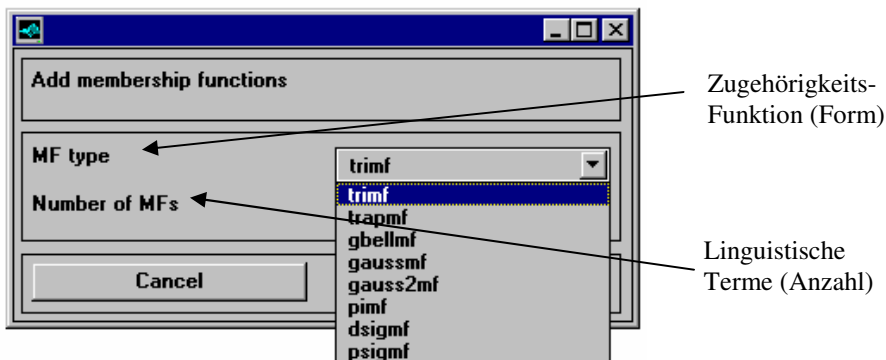 Add membership functions
MF type
trimf
Number of MFs
trimf
trapmf
gbellmf
gaussmf
gauss2mf
pimf
dsigmf
psigmf
Cancel
Zugehörigkeits-
Funktion (Form)
Linguistische
Terme (Anzahl)